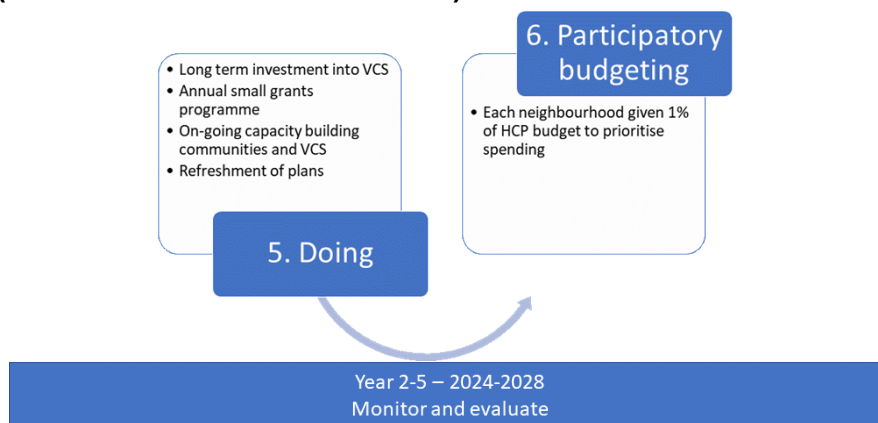 • Long term investment into VCS
• Annual small grants
programme
• On-going capacity building
communities and VCS
• Refreshment of plans
5. Doing
6. Participatory
budgeting
• Each neighbourhood given 1%
of HCP budget to prioritise
spending
Year 2-5 – 2024-2028
Monitor and evaluate